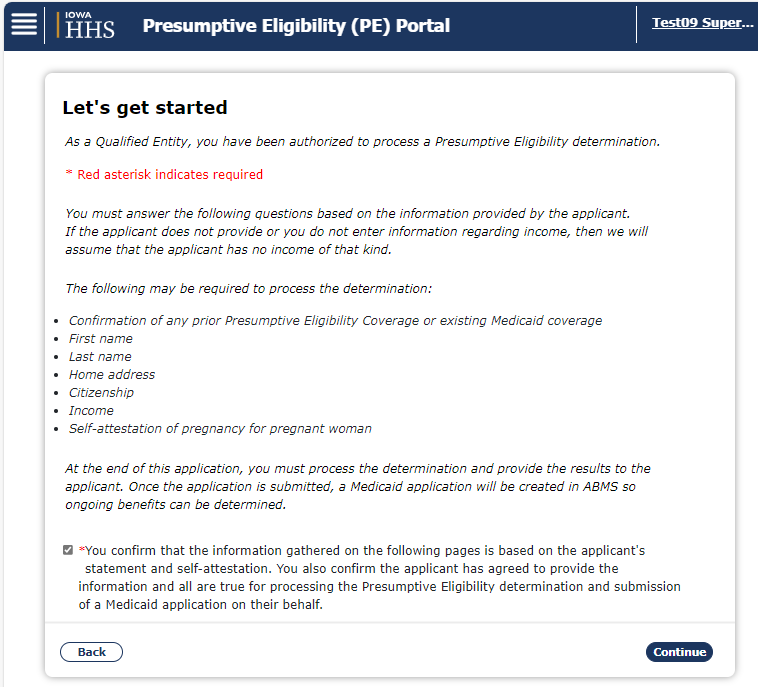 IOWA
HHS
Presumptive Eligibility (PE) Portal
Test09 Super...
Let's get started
As a Qualified Entity, you have been authorized to process a Presumptive Eligibility determination.
* Red asterisk indicates required
You must answer the following questions based on the information provided by the applicant.
If the applicant does not provide or you do not enter information regarding income, then we will
assume that the applicant has no income of that kind.
The following may be required to process the determination:
• Confirmation of any prior Presumptive Eligibility Coverage or existing Medicaid coverage
• First name
• Last name
• Home address
• Citizenship
• Income
• Self-attestation of pregnancy for pregnant woman
At the end of this application, you must process the determination and provide the results to the
applicant. Once the application is submitted, a Medicaid application will be created in ABMS so
ongoing benefits can be determined.
*You confirm that the information gathered on the following pages is based on the applicant's
statement and self-attestation. You also confirm the applicant has agreed to provide the
information and all are true for processing the Presumptive Eligibility determination and submission
of a Medicaid application on their behalf.
Back
Continue